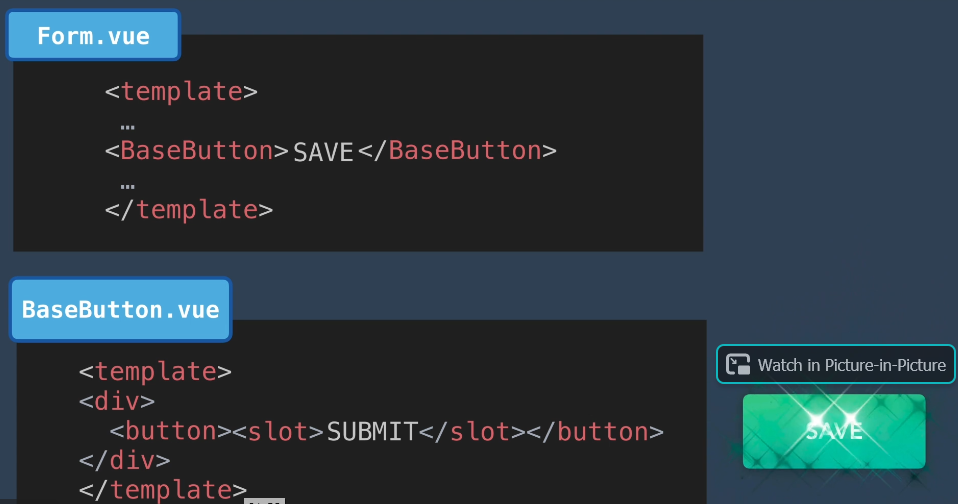 Form.vue
<template>
…
<BaseButton>SAVE</BaseButton>
…
</template>
BaseButton.vue
<template>
<div>
<button><slot>SUBMIT</slot></button>
</div>
</template>
Watch in Picture-in-Picture
SAVE